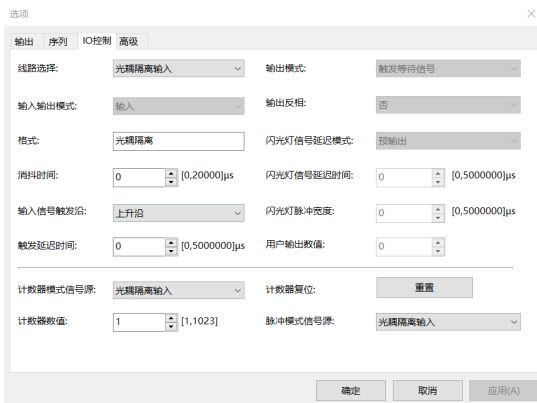 选项
输出 序列 IO控制 高级
线路选择: 光耦隔离输入 输出模式: 触发等待信号
输入输出模式: 输入 输出反相: 否
格式: 光耦隔离 闪光灯信号延迟模式: 预输出
消抖时间: 0 [0,20000]μs 闪光灯信号延迟时间: 0 [0,5000000]μs
输入信号触发沿: 上升沿 闪光灯脉冲宽度: 0 [0,5000000]μs
触发延迟时间: 0 [0,5000000]μs 用户输出数值: 0
计数器模式信号源: 光耦隔离输入 计数器复位: 重置
计数器数值: 1 [1,1023] 脉冲模式信号源: 光耦隔离输入
确定 取消 应用(A)